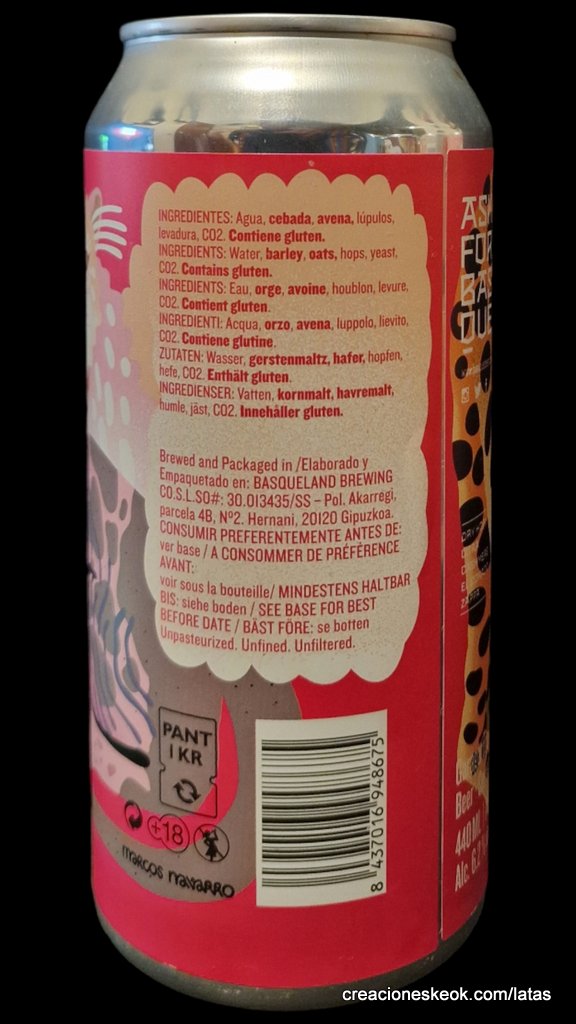 INGREDIENTES: Agua, cebada, avena, lúpulos,
levadura, CO2. Contiene gluten.
INGREDIENTS: Water, barley, oats, hops, yeast,
CO2. Contains gluten.
INGREDIENTS: Eau, orge, avoine, houblon, levure,
CO2. Contient gluten.
INGREDIENTI: Acqua, orzo, avena, luppolo, lievito,
CO2. Contiene glutine.
ZUTATEN: Wasser, gerstenmaltz, hafer, hopfen,
hefe, CO2. Enthält gluten.
INGREDIENSER: Vatten, kornmalt, havremalt,
humle, jäst, CO2. Innehåller gluten.
Brewed and Packaged in /Elaborado y
Empaquetado en: BASQUELAND BREWING
CO.S.L.SO#: 30.013435/SS – Pol. Akarregi,
parcela 4B, Nº2. Hernani, 20120 Gipuzkoa.
CONSUMIR PREFERENTEMENTE ANTES DE:
ver base / A CONSOMMER DE PRÉFÉRENCE
AVANT:
voir sous la bouteille/ MINDESTENS HALTBAR
BIS: siehe boden / SEE BASE FOR BEST
BEFORE DATE / BÄST FÖRE: se botten
Unpasteurized. Unfined. Unfiltered.
PANT
1 KR
+18
marcos navarro
8 437016 948675
FOR
BAS
QUE
Beer
440 ML
Alc. 6.
creacioneskeok.com/latas